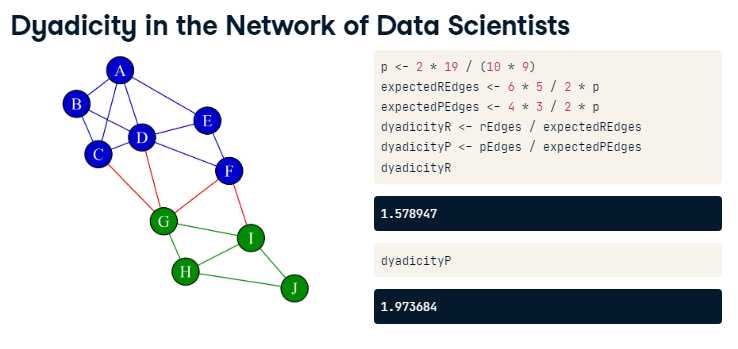 Dyadicity in the Network of Data Scientists
A
B
E
D
C
F
G
I
H
J
p <- 2 * 19 / (10 * 9)
expectedREdges <- 6 * 5 / 2 * p
expectedPEdges <- 4 * 3 / 2 * p
dyadicityR <- rEdges / expectedREdges
dyadicityP <- pEdges / expectedPEdges
dyadicityR
1.578947
dyadicityP
1.973684